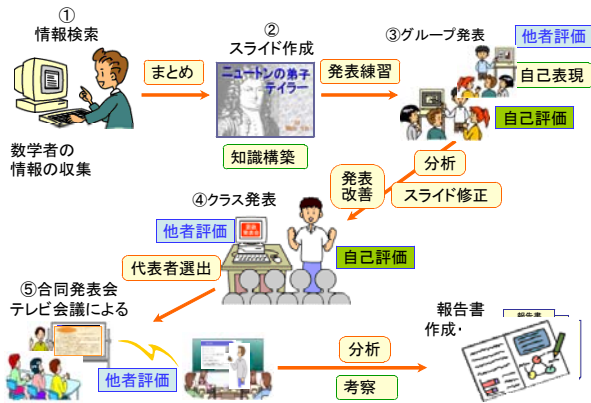 ①
情報検索
まとめ
数学者の
情報の収集
②
スライド作成
ニュートンの弟子
テイラー
知識構築
発表練習
③グループ発表
他者評価
自己表現
自己評価
分析
発表
改善
スライド修正
④クラス発表
他者評価
自己評価
代表者選出
⑤合同発表会
テレビ会議による
他者評価
分析
考察
報告書
作成・
報告書